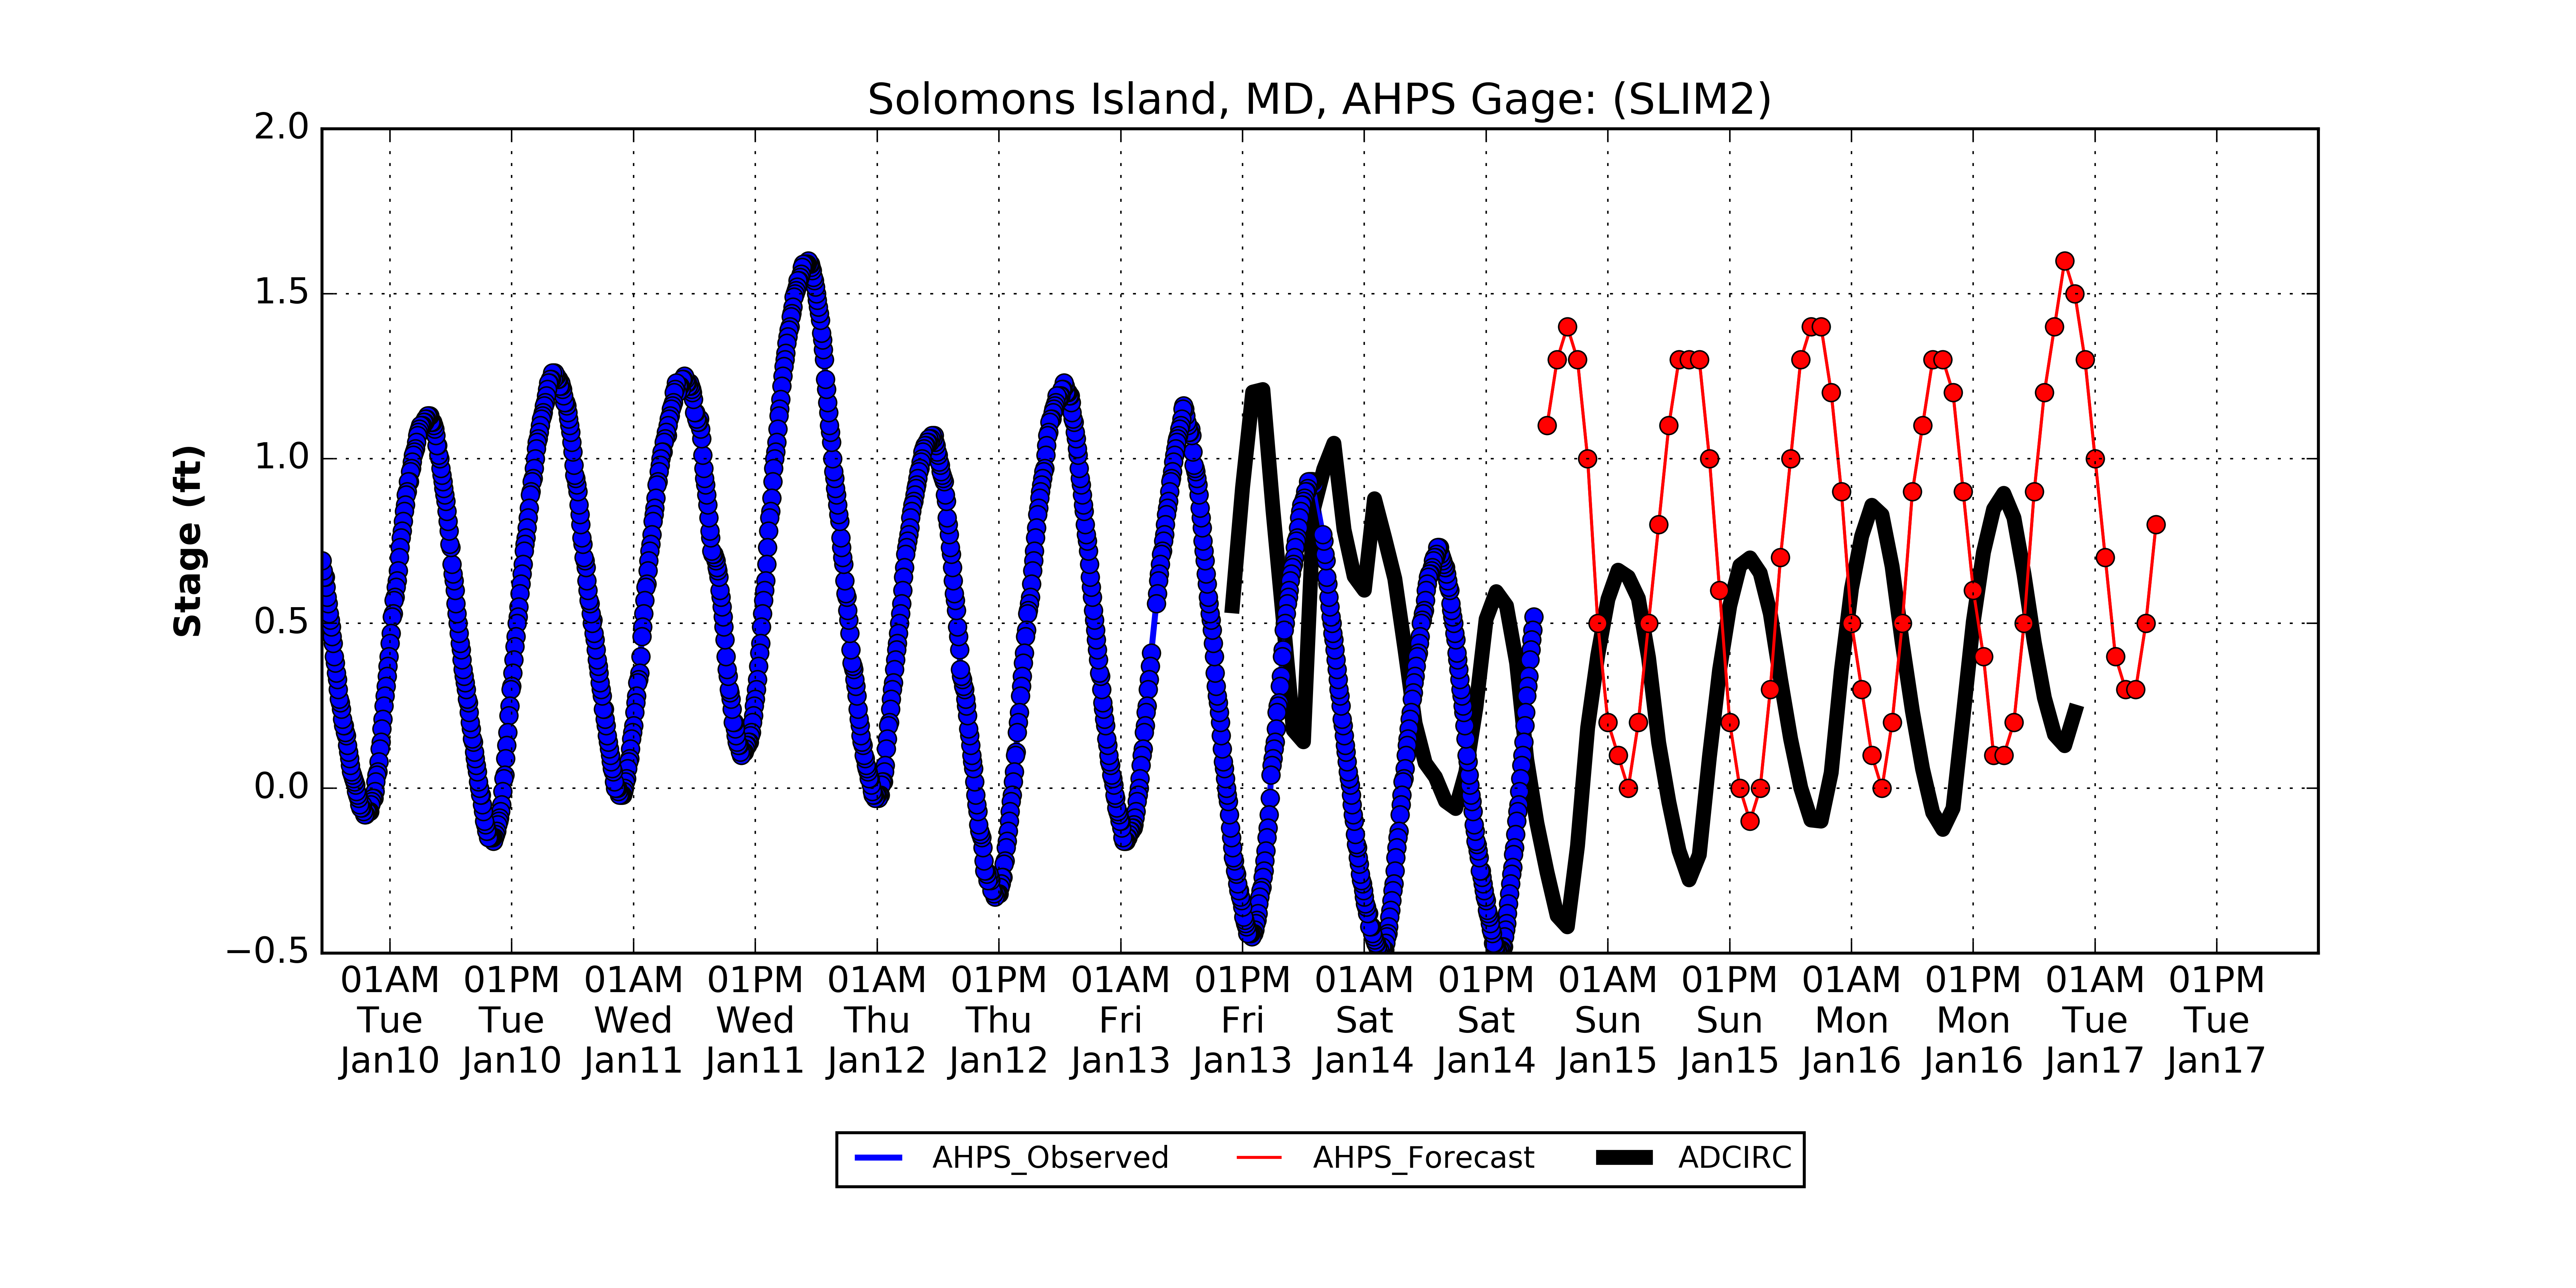 Solomons Island, MD, AHPS Gage: (SLIM2)
Stage (ft)
2.0
1.5
1.0
0.5
0.0
−0.5
01AM 01PM 01AM 01PM 01AM 01PM 01AM 01PM 01AM 01PM 01AM 01PM 01AM 01PM 01AM 01PM
Tue Tue Wed Wed Thu Thu Fri Fri Sat Sat Sun Sun Mon Mon Tue Tue
Jan10 Jan10 Jan11 Jan11 Jan12 Jan12 Jan13 Jan13 Jan14 Jan14 Jan15 Jan15 Jan16 Jan16 Jan17 Jan17
AHPS_Observed AHPS_Forecast ADCIRC